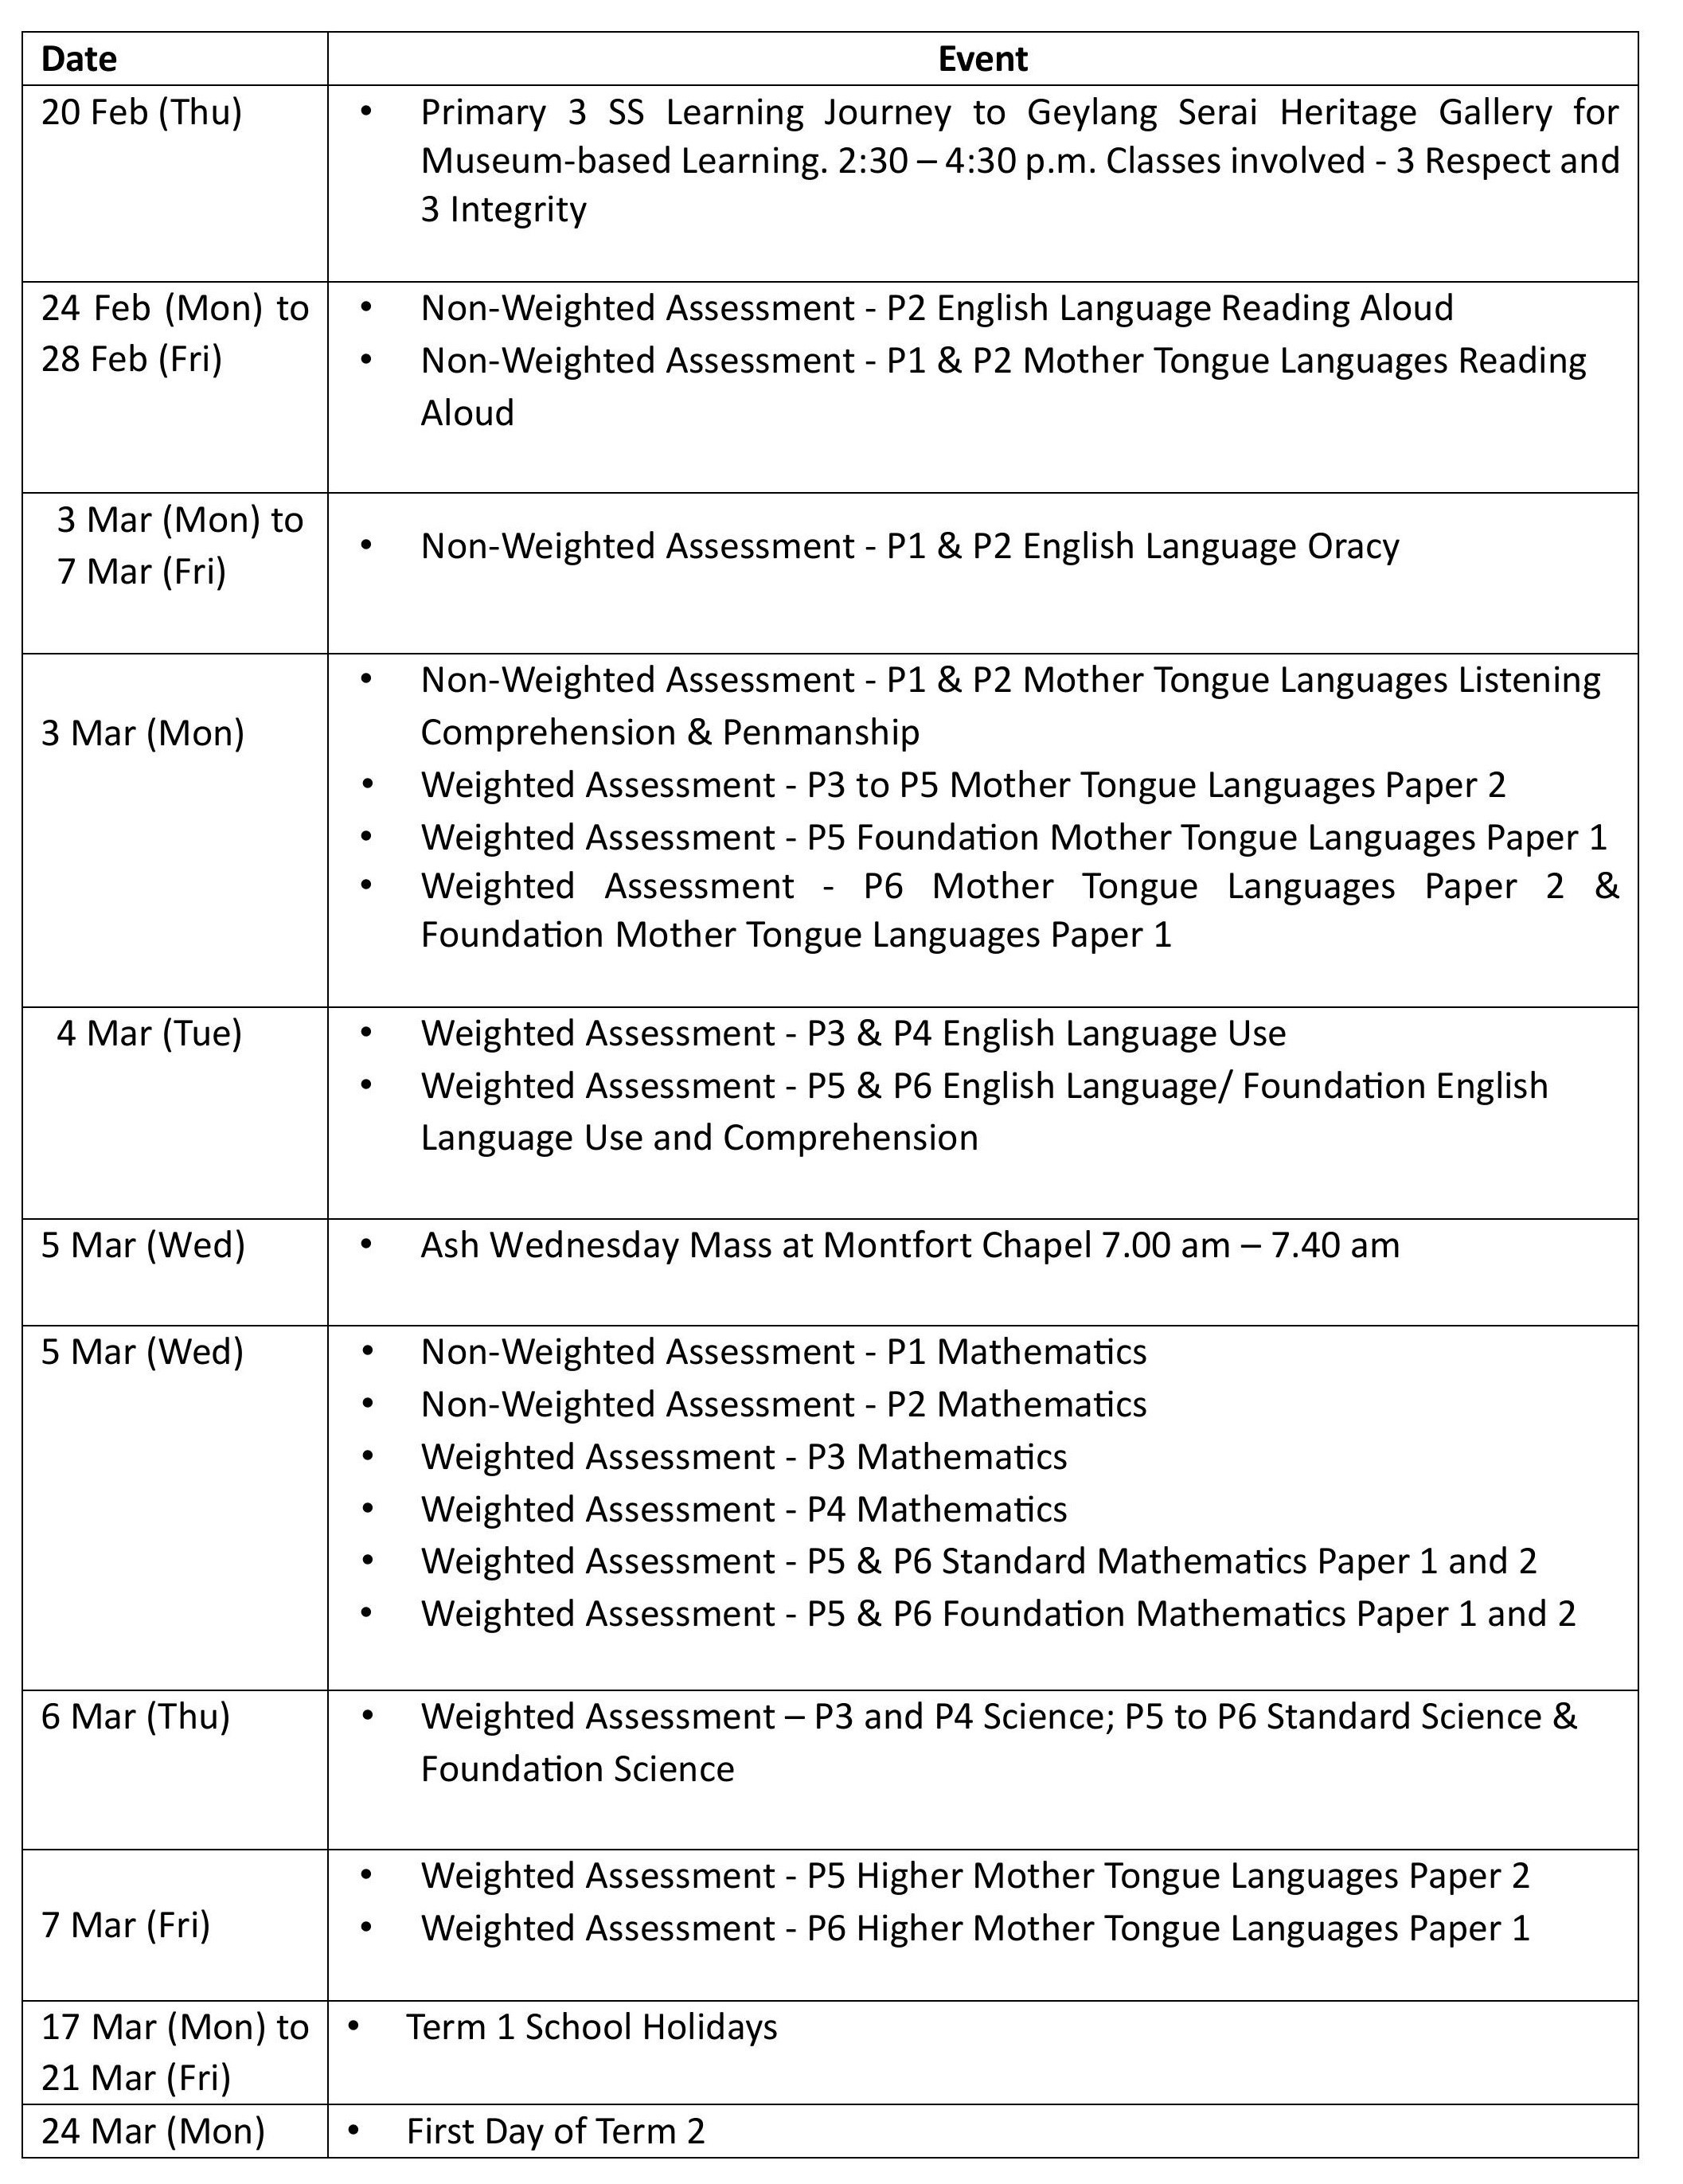 Date
Event
20 Feb (Thu)
• Primary 3 SS Learning Journey to Geylang Serai Heritage Gallery for
Museum-based Learning. 2:30 – 4:30 p.m. Classes involved - 3 Respect and
3 Integrity
24 Feb (Mon) to
28 Feb (Fri)
• Non-Weighted Assessment - P2 English Language Reading Aloud
• Non-Weighted Assessment - P1 & P2 Mother Tongue Languages Reading
Aloud
3 Mar (Mon) to
7 Mar (Fri)
• Non-Weighted Assessment - P1 & P2 English Language Oracy
3 Mar (Mon)
• Non-Weighted Assessment - P1 & P2 Mother Tongue Languages Listening
Comprehension & Penmanship
• Weighted Assessment - P3 to P5 Mother Tongue Languages Paper 2
• Weighted Assessment - P5 Foundation Mother Tongue Languages Paper 1
• Weighted Assessment - P6 Mother Tongue Languages Paper 2 &
Foundation Mother Tongue Languages Paper 1
4 Mar (Tue)
• Weighted Assessment - P3 & P4 English Language Use
• Weighted Assessment - P5 & P6 English Language/ Foundation English
Language Use and Comprehension
5 Mar (Wed)
• Ash Wednesday Mass at Montfort Chapel 7.00 am – 7.40 am
5 Mar (Wed)
• Non-Weighted Assessment - P1 Mathematics
• Non-Weighted Assessment - P2 Mathematics
• Weighted Assessment - P3 Mathematics
• Weighted Assessment - P4 Mathematics
• Weighted Assessment - P5 & P6 Standard Mathematics Paper 1 and 2
• Weighted Assessment - P5 & P6 Foundation Mathematics Paper 1 and 2
6 Mar (Thu)
• Weighted Assessment – P3 and P4 Science; P5 to P6 Standard Science &
Foundation Science
7 Mar (Fri)
• Weighted Assessment - P5 Higher Mother Tongue Languages Paper 2
• Weighted Assessment - P6 Higher Mother Tongue Languages Paper 1
17 Mar (Mon) to
21 Mar (Fri)
• Term 1 School Holidays
24 Mar (Mon)
• First Day of Term 2